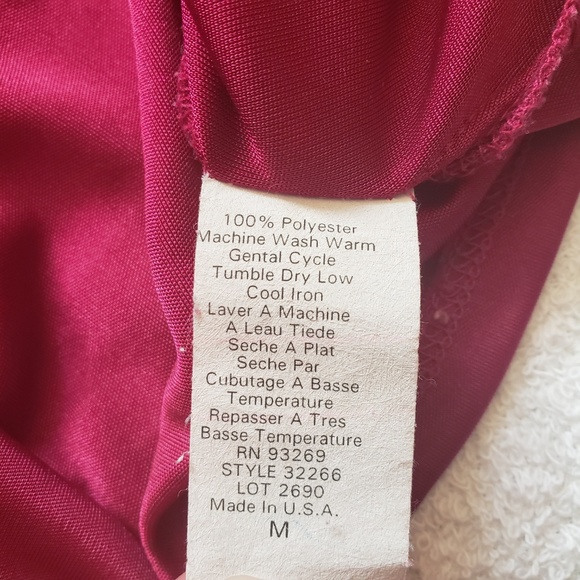 100% Polyester
Machine Wash Warm
Gental Cycle
Tumble Dry Low
Cool Iron
Laver A Machine
A Leau Tiede
Seche A Plat
Seche Par
Cubutage A Basse
Temperature
Repasser A Tres
Basse Temperature
RN 93269
STYLE 32266
LOT 2690
Made In U.S.A.
M